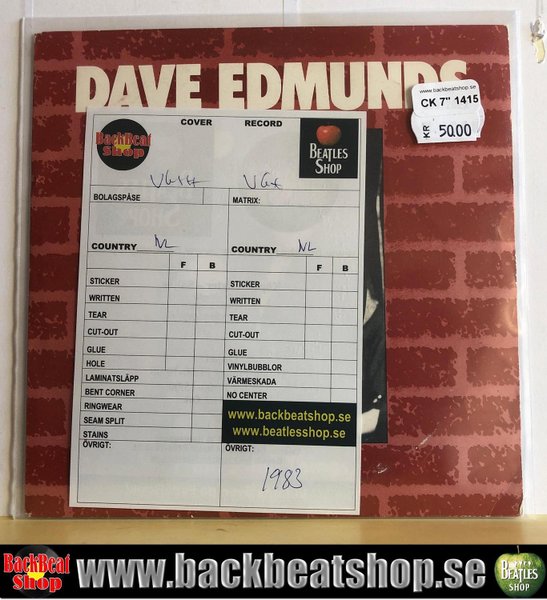 DAVE EDMUNDS
www.backbeatshop.se
CK 7" 1415
KR 50.00
BackBeat Shop
COVER RECORD
BEATLES SHOP
VG++ VG+
BOLAGSPÅSE MATRIX:
COUNTRY NL COUNTRY NL
F B F B
STICKER STICKER
WRITTEN WRITTEN
TEAR TEAR
CUT-OUT CUT-OUT
GLUE GLUE
HOLE VINYLBUBBLOR
LAMINATSLÄPP VÄRMESKADA
BENT CORNER NO CENTER
RINGWEAR
SEAM SPLIT
STAINS
www.backbeatshop.se
www.beatlesshop.se
ÖVRIGT: ÖVRIGT:
1983
BackBeat Shop www.backbeatshop.se BEATLES SHOP